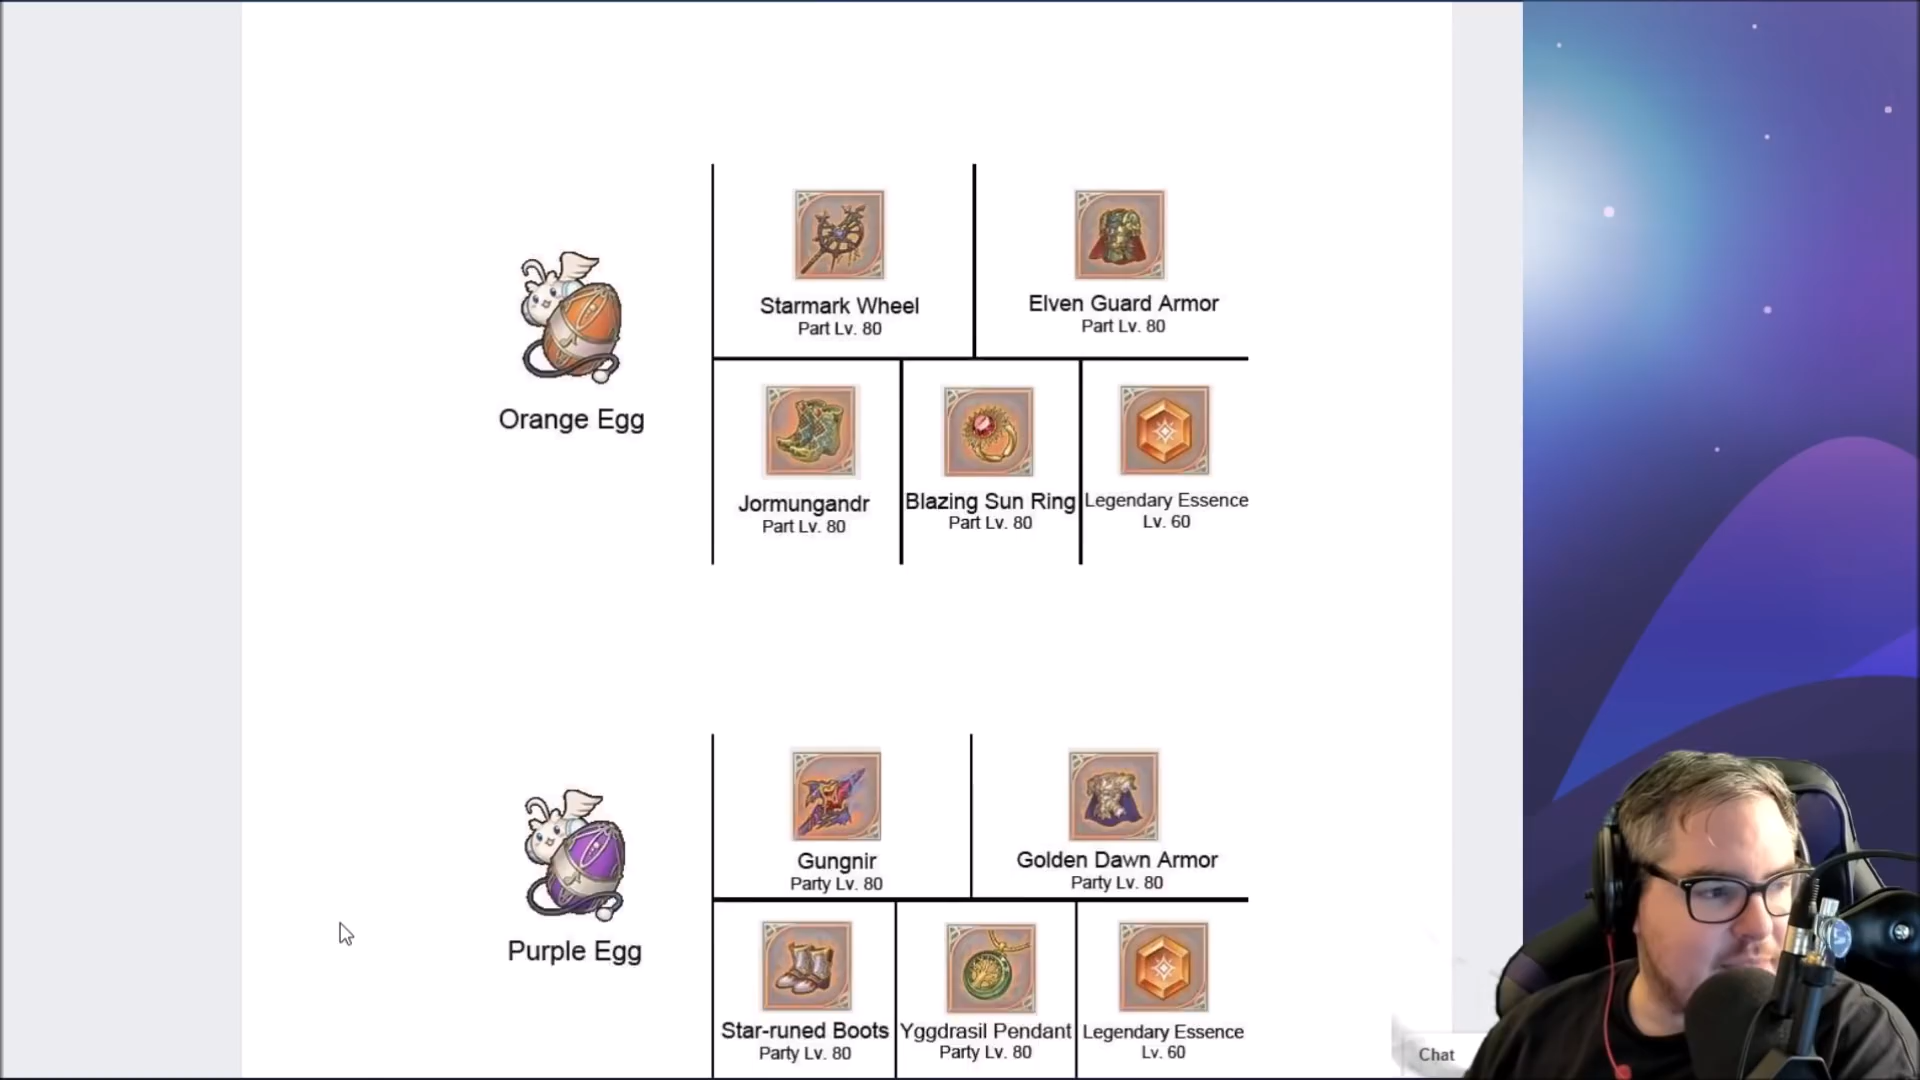 Starmark Wheel
Part Lv. 80
Elven Guard Armor
Part Lv. 80
Orange Egg
Jormungandr
Part Lv. 80
Blazing Sun Ring
Part Lv. 80
Legendary Essence
Lv. 60
Gungnir
Party Lv. 80
Golden Dawn Armor
Party Lv. 80
Purple Egg
Star-runed Boots
Party Lv. 80
Yggdrasil Pendant
Party Lv. 80
Legendary Essence
Lv. 60
Chat